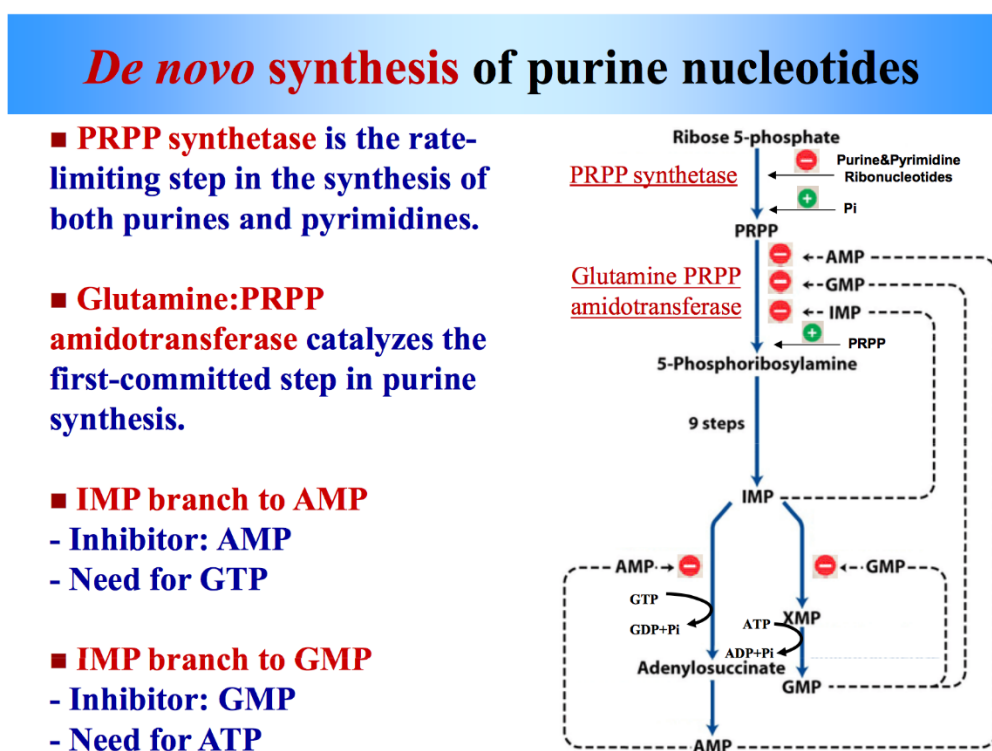 De novo synthesis of purine nucleotides
■ PRPP synthetase is the rate-
limiting step in the synthesis of
both purines and pyrimidines.
■ Glutamine:PRPP
amidotransferase catalyzes the
first-committed step in purine
synthesis.
■ IMP branch to AMP
- Inhibitor: AMP
- Need for GTP
■ IMP branch to GMP
- Inhibitor: GMP
- Need for ATP
Ribose 5-phosphate
PRPP synthetase
Purine&Pyrimidine
Ribonucleotides
Pi
PRPP
AMP
Glutamine PRPP
amidotransferase
GMP
IMP
PRPP
5-Phosphoribosylamine
9 steps
IMP
AMP
GMP
GTP
GDP+Pi
XMP
ATP
ADP+Pi
Adenylosuccinate
GMP
AMP